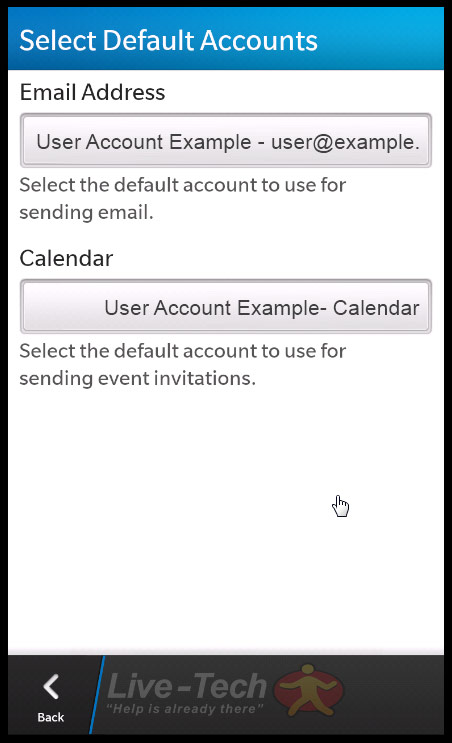 Select Default Accounts
Email Address
User Account Example - user@example.
Select the default account to use for
sending email.
Calendar
User Account Example- Calendar
Select the default account to use for
sending event invitations.
Back
Live-Tech
"Help is already there"